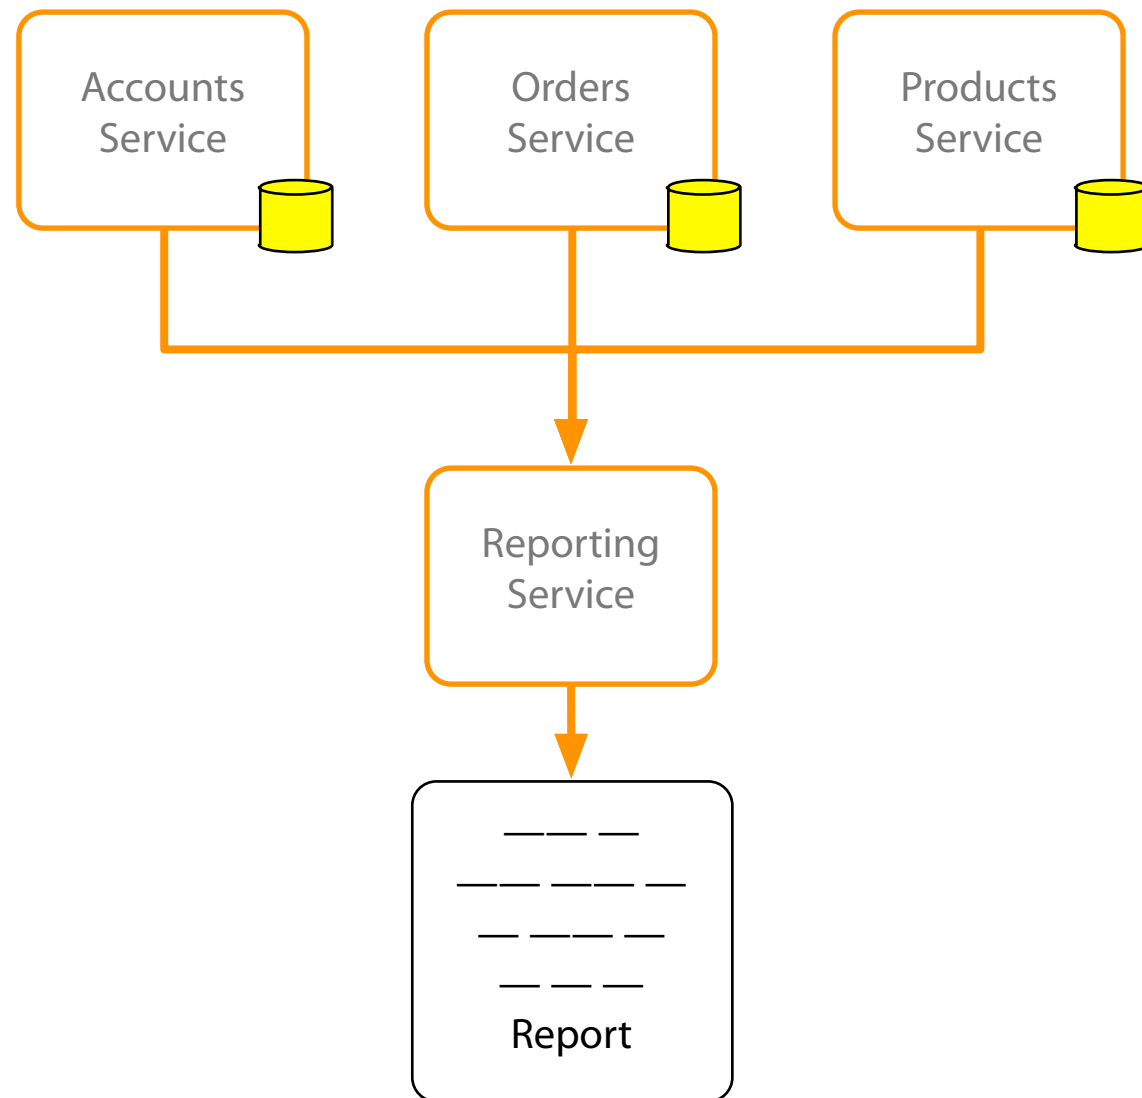 Accounts
Service
Orders
Service
Products
Service
Reporting
Service
Report